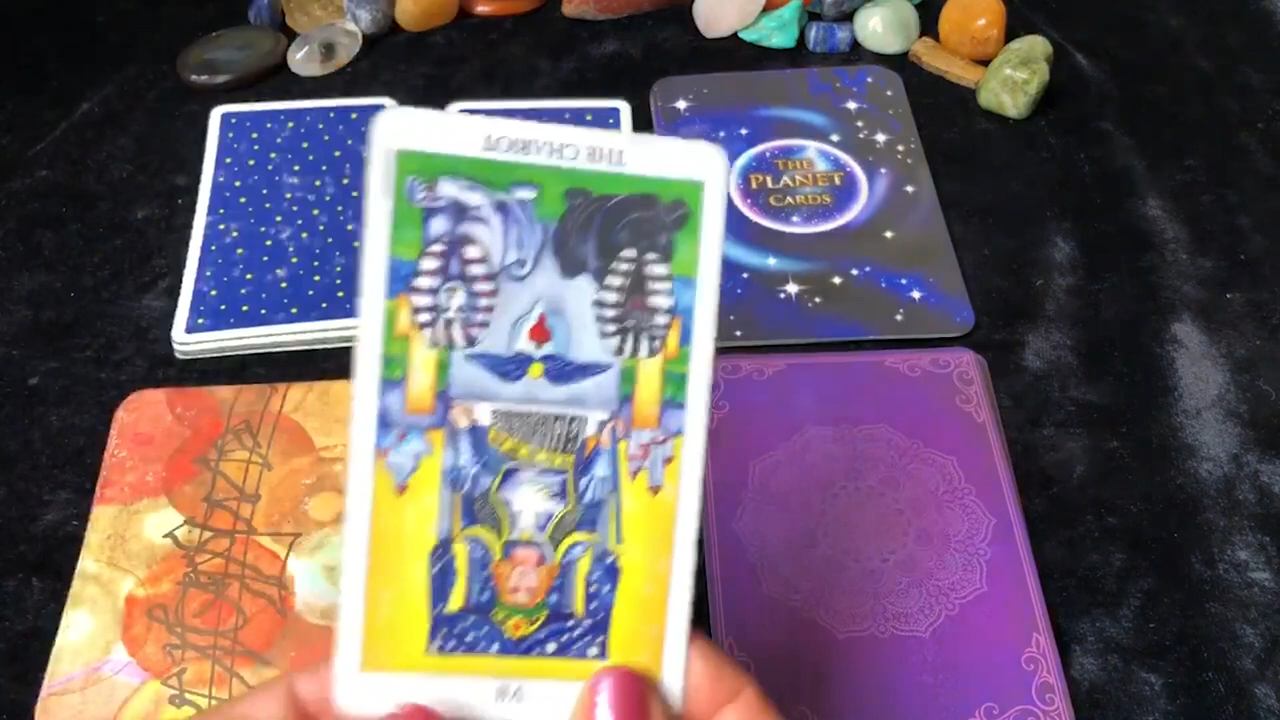 THE CHARIOT
THE
PLANET
CARDS
VII